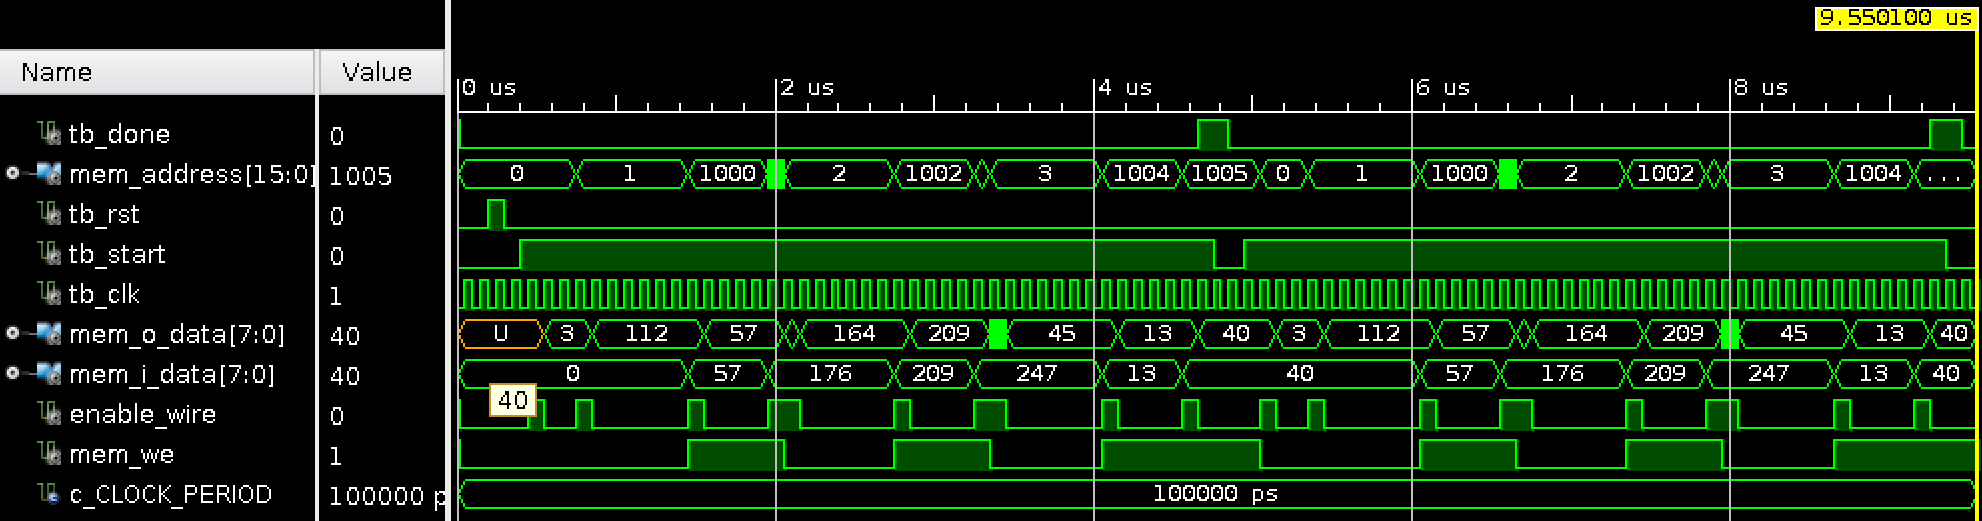 9.550100 us
Name Value
0 us 2 us 4 us 6 us 8 us
tb_done 0
mem_address[15:0] 1005 0 1 1000 2 1002 3 1004 1005 0 1 1000 2 1002 3 1004 ...
tb_rst 0
tb_start 0
tb_clk 1
mem_o_data[7:0] 40 U 3 112 57 164 209 45 13 40 3 112 57 164 209 45 13 40
mem_i_data[7:0] 40 0 57 176 209 247 13 40 57 176 209 247 13 40
40
enable_wire 0
mem_we 1
c_CLOCK_PERIOD 100000 p 100000 ps